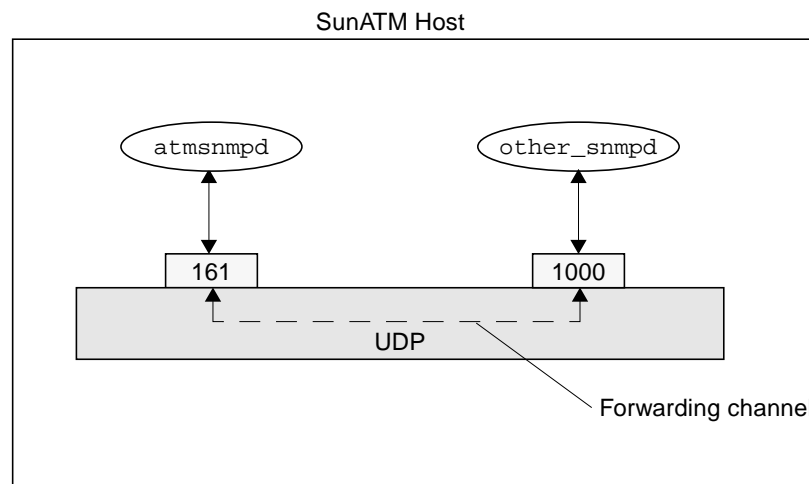 SunATM Host
atmsnmpd
other_snmpd
161
1000
UDP
Forwarding channe